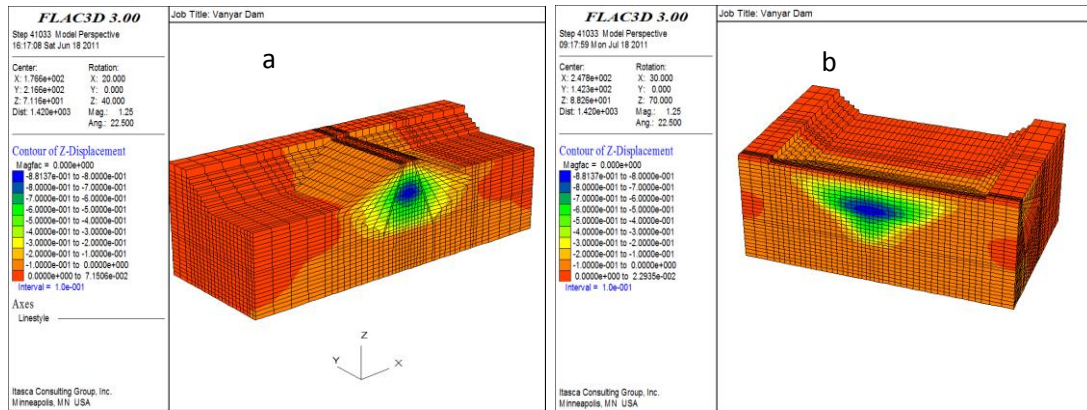 FLAC3D 3.00
Step 41033 Model Perspective
16:17:08 Sat Jun 18 2011
Center: Rotation:
X: 1.766e+002 X: 20.000
Y: 2.166e+002 Y: 0.000
Z: 7.116e+001 Z: 40.000
Dist: 1.420e+003 Mag.: 1.25
Ang.: 22.500
Contour of Z-Displacement
Magfac = 0.000e+000
-8.8137e-001 to -8.0000e-001
-8.0000e-001 to -7.0000e-001
-7.0000e-001 to -6.0000e-001
-6.0000e-001 to -5.0000e-001
-5.0000e-001 to -4.0000e-001
-4.0000e-001 to -3.0000e-001
-3.0000e-001 to -2.0000e-001
-2.0000e-001 to -1.0000e-001
-1.0000e-001 to 0.0000e+000
0.0000e+000 to 7.1506e-002
Interval = 1.0e-001
Axes
Linestyle
Itasca Consulting Group, Inc.
Minneapolis, MN USA
Job Title: Vanyar Dam
a
Z
Y
X
FLAC3D 3.00
Step 41033 Model Perspective
09:17:59 Mon Jul 18 2011
Center: Rotation:
X: 2.478e+002 X: 30.000
Y: 1.423e+002 Y: 0.000
Z: 8.826e+001 Z: 70.000
Dist: 1.420e+003 Mag.: 1.25
Ang.: 22.500
Contour of Z-Displacement
Magfac = 0.000e+000
-8.8137e-001 to -8.0000e-001
-8.0000e-001 to -7.0000e-001
-7.0000e-001 to -6.0000e-001
-6.0000e-001 to -5.0000e-001
-5.0000e-001 to -4.0000e-001
-4.0000e-001 to -3.0000e-001
-3.0000e-001 to -2.0000e-001
-2.0000e-001 to -1.0000e-001
-1.0000e-001 to 0.0000e+000
0.0000e+000 to 2.2935e-002
Interval = 1.0e-001
Itasca Consulting Group, Inc.
Minneapolis, MN USA
Job Title: Vanyar Dam
b